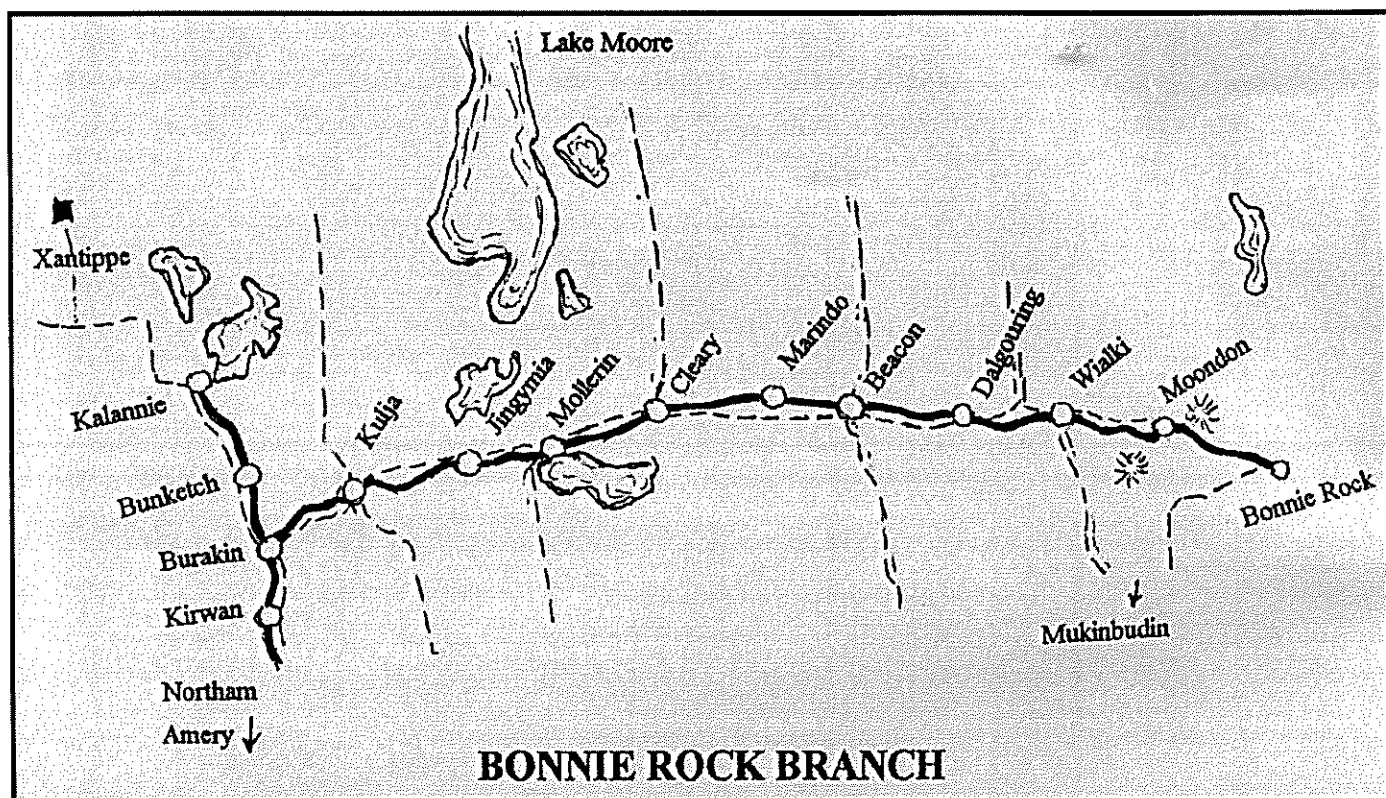 Lake Moore
Xantippe
Kalannie
Bunketch
Burakin
Kirwan
Northam
Amery
Kulja
Jingymia
Mollerin
Cleary
Marindo
Beacon
Dalgouring
Wialki
Moondon
Bonnie Rock
Mukinbudin
BONNIE ROCK BRANCH